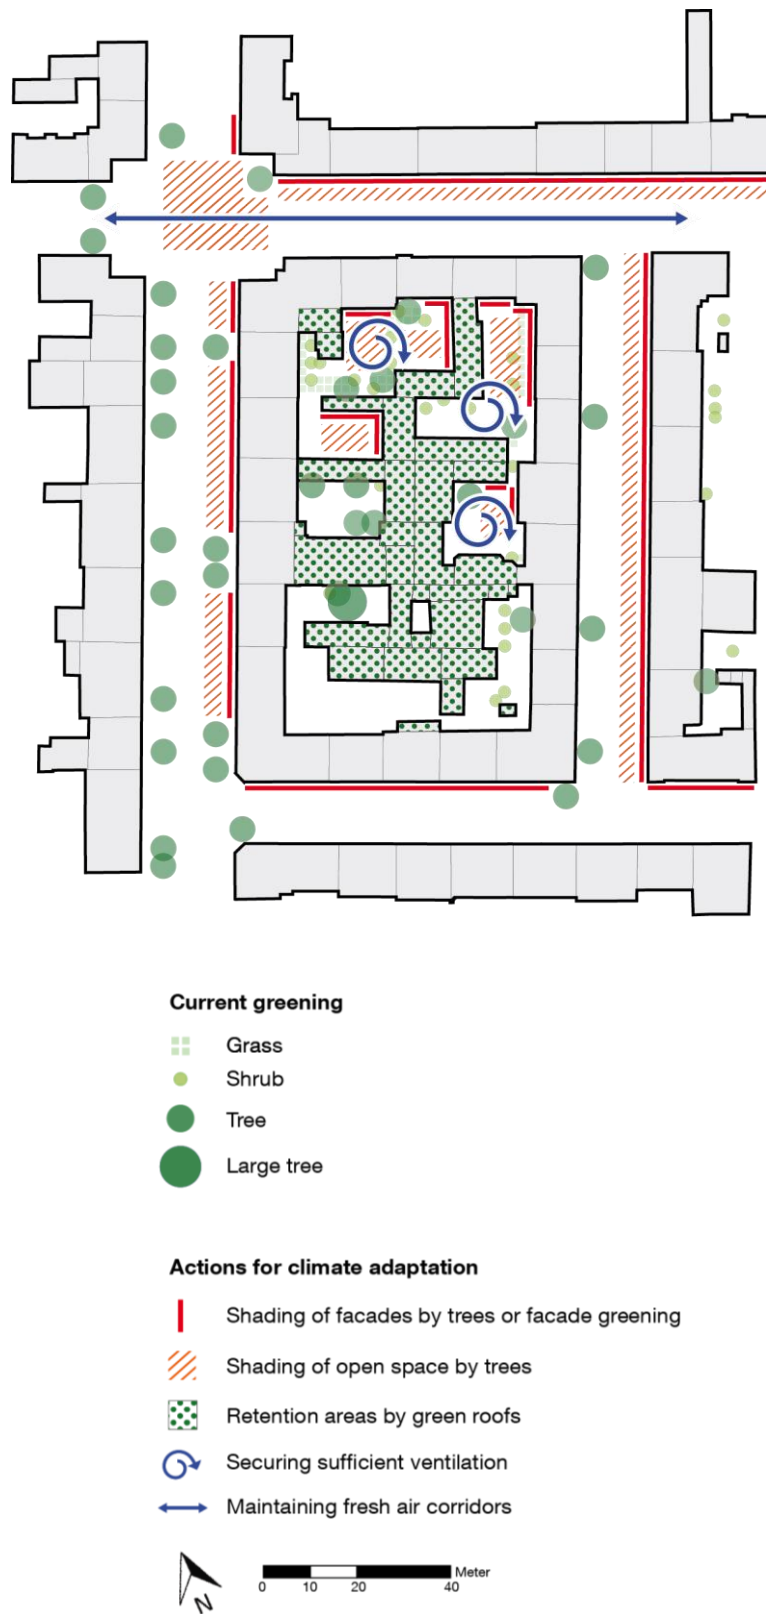 Current greening
Grass
Shrub
Tree
Large tree
Actions for climate adaptation
Shading of facades by trees or facade greening
Shading of open space by trees
Retention areas by green roofs
Securing sufficient ventilation
Maintaining fresh air corridors
N
Meter
0 10 20 40